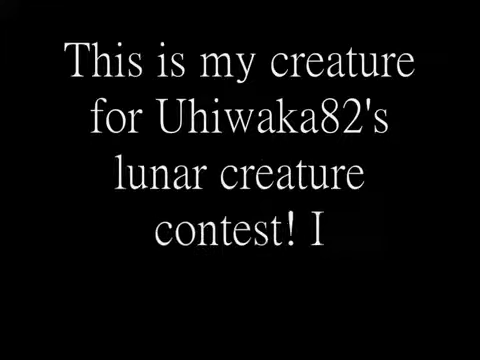 This is my creature
for Uhiwaka82's
lunar creature
contest! I